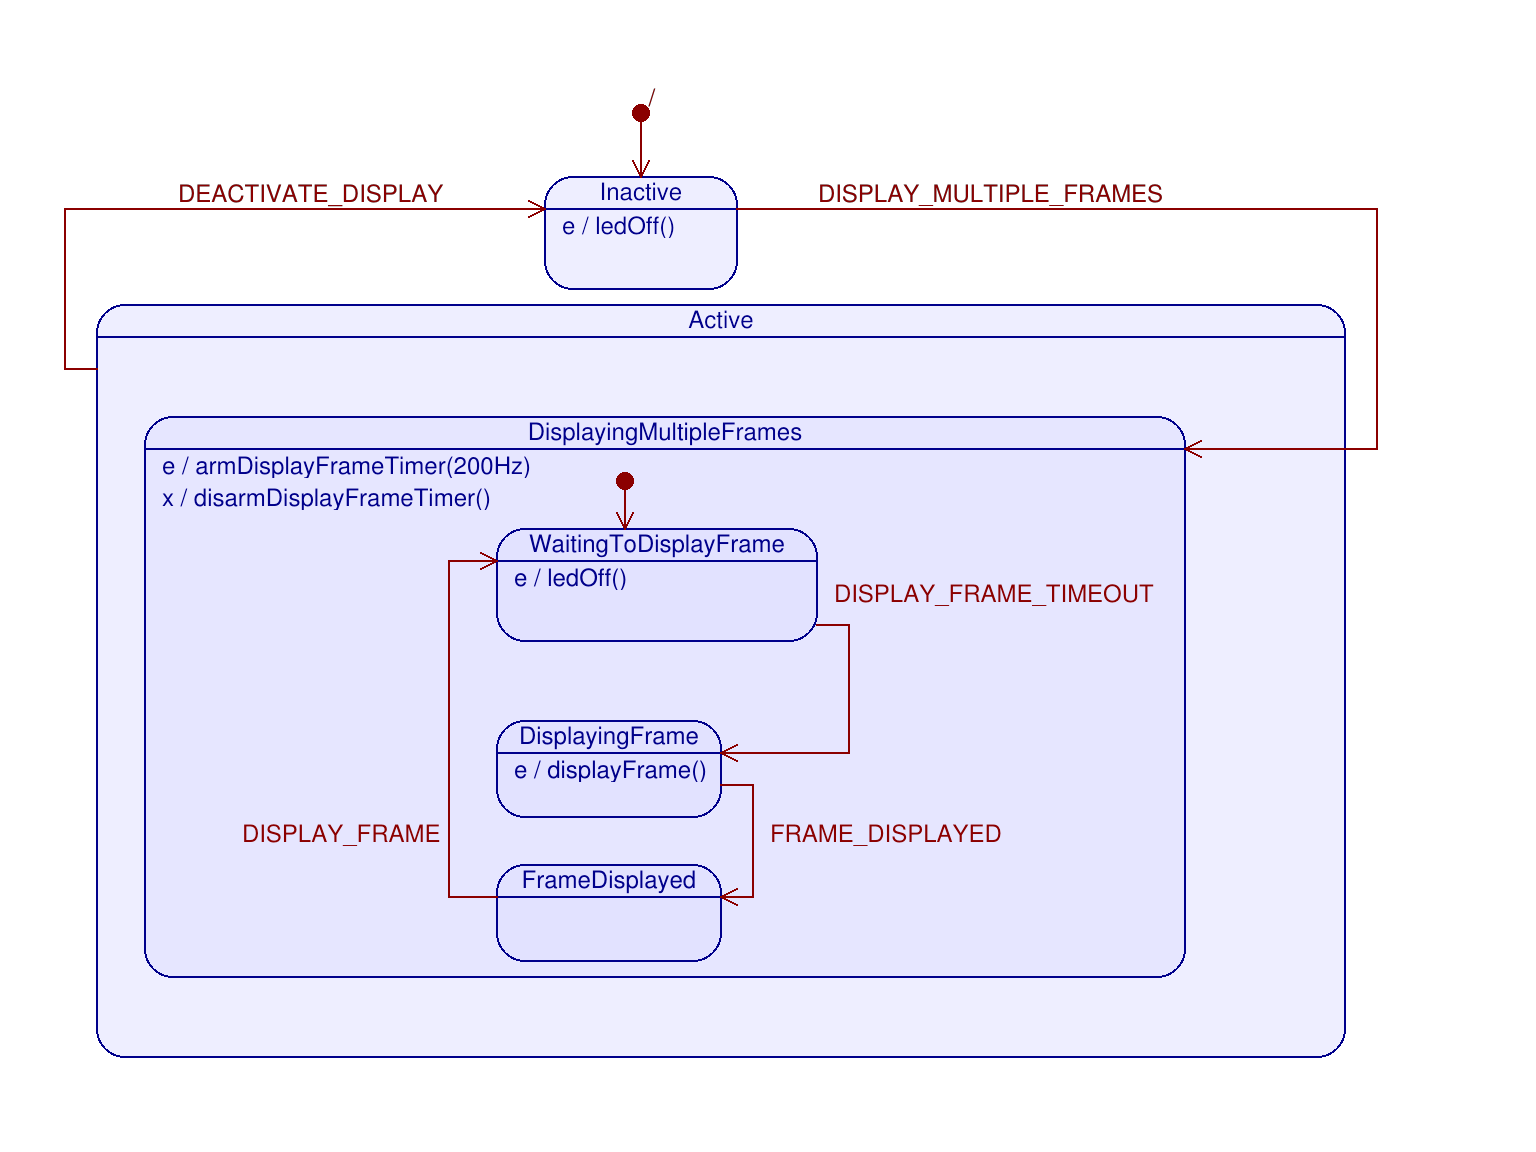 /
DEACTIVATE_DISPLAY
Inactive
DISPLAY_MULTIPLE_FRAMES
e / ledOff()
Active
DisplayingMultipleFrames
e / armDisplayFrameTimer(200Hz)
x / disarmDisplayFrameTimer()
WaitingToDisplayFrame
e / ledOff()
DISPLAY_FRAME_TIMEOUT
DisplayingFrame
e / displayFrame()
DISPLAY_FRAME
FRAME_DISPLAYED
FrameDisplayed